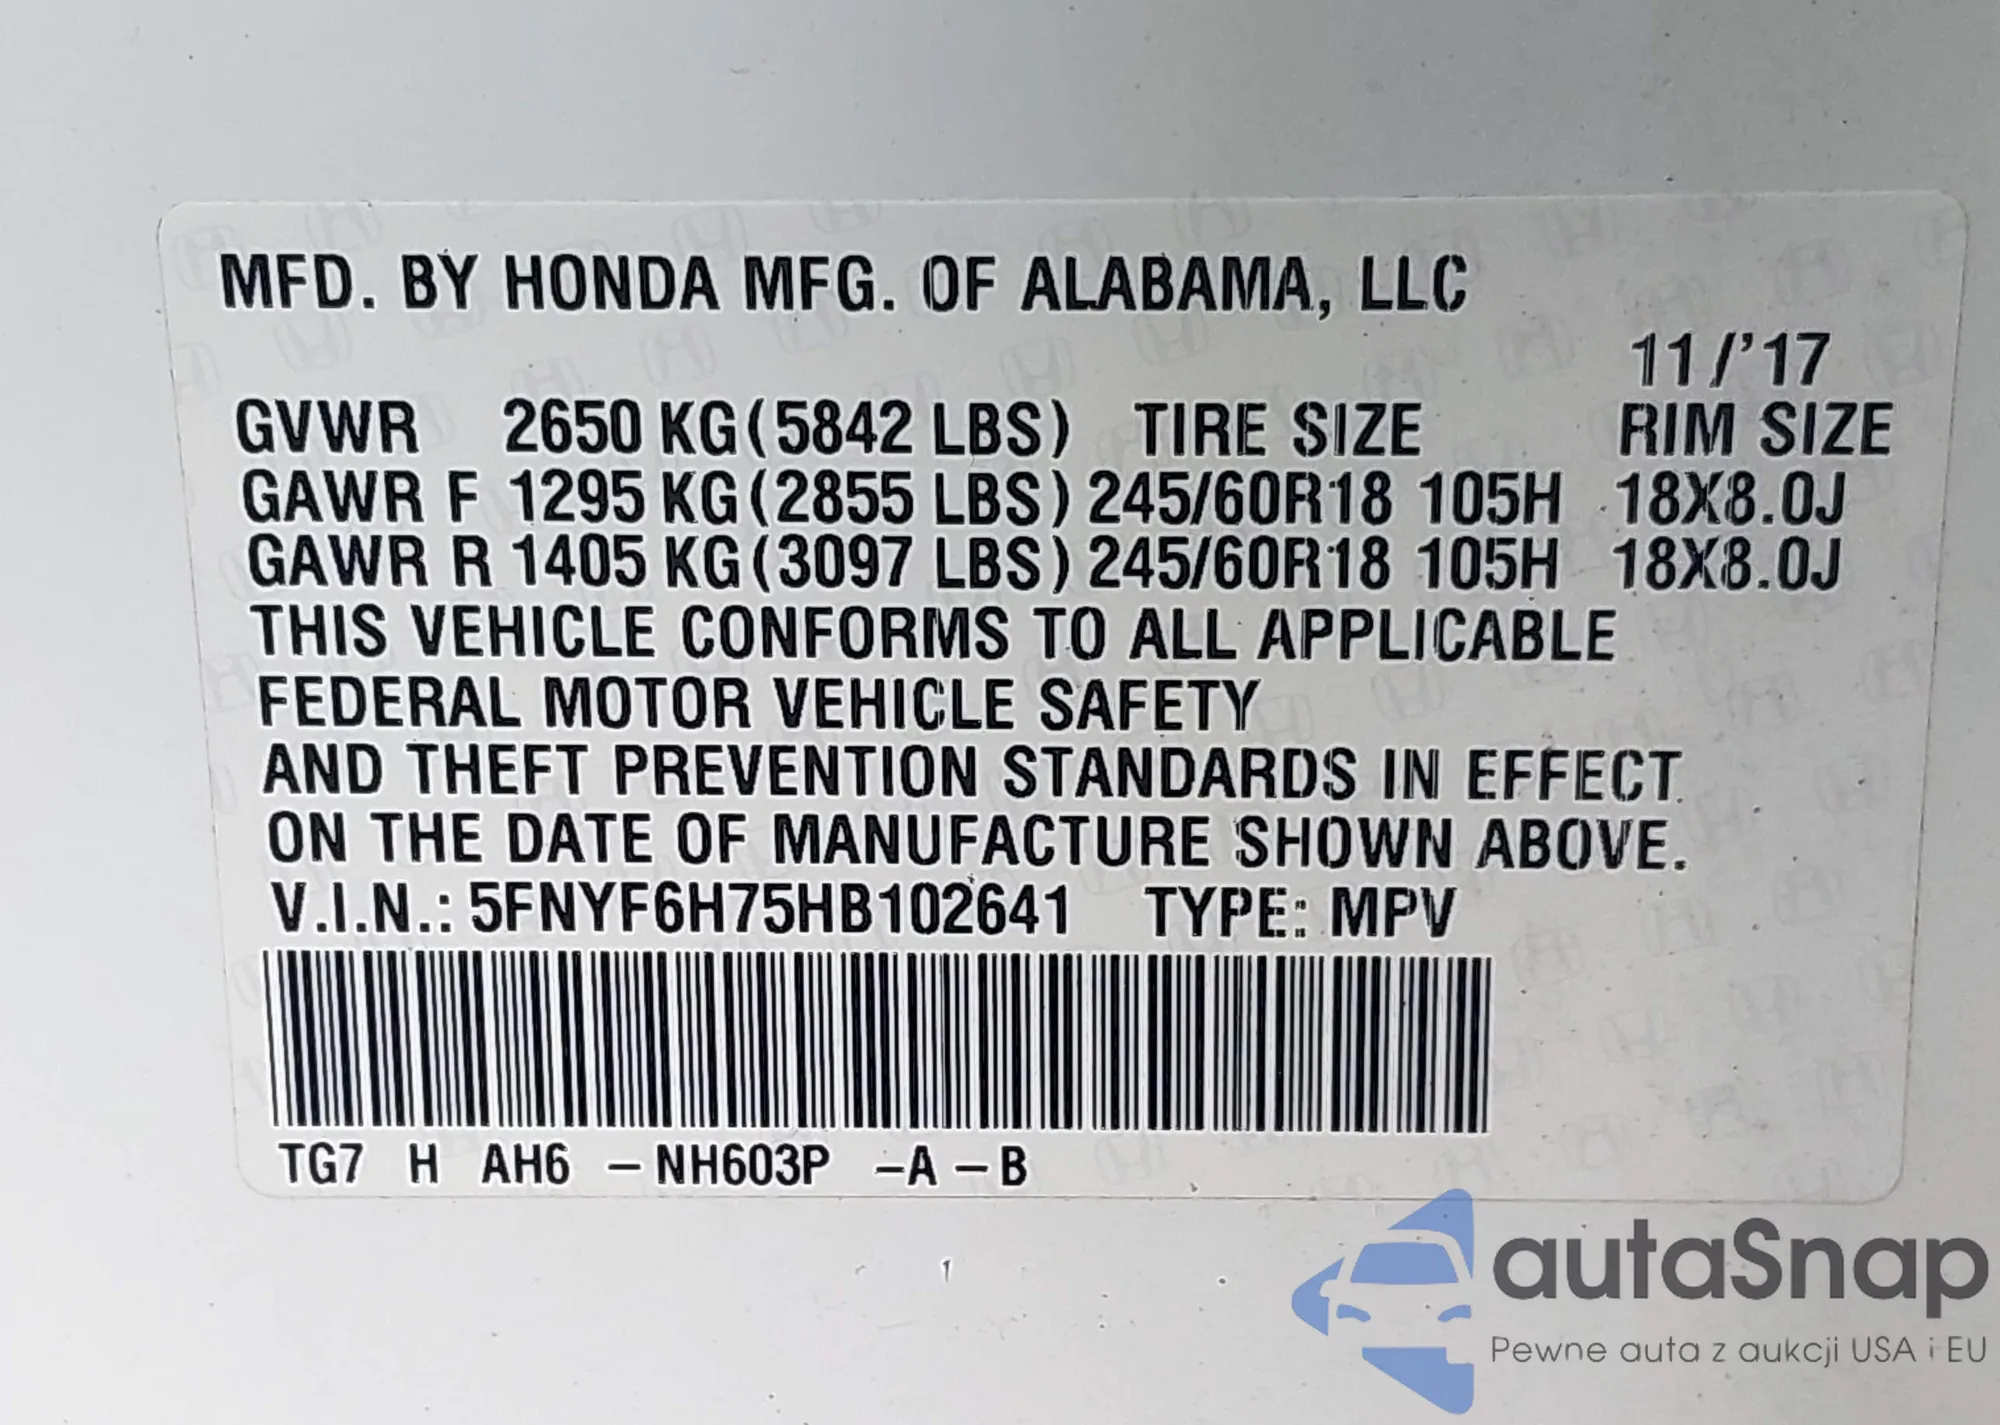 MFD. BY HONDA MFG. OF ALABAMA, LLC
11/'17
GVWR 2650 KG(5842 LBS) TIRE SIZE RIM SIZE
GAWR F 1295 KG(2855 LBS) 245/60R18 105H 18X8.0J
GAWR R 1405 KG(3097 LBS) 245/60R18 105H 18X8.0J
THIS VEHICLE CONFORMS TO ALL APPLICABLE
FEDERAL MOTOR VEHICLE SAFETY
AND THEFT PREVENTION STANDARDS IN EFFECT
ON THE DATE OF MANUFACTURE SHOWN ABOVE.
V.I.N.: 5FNYF6H75HB102641 TYPE: MPV
TG7 H AH6 –NH603P –A –B
autaSnap
Pewne auta z aukcji USA i EU